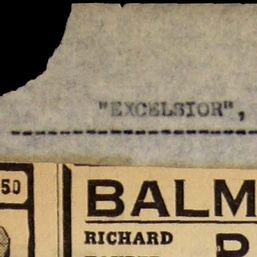 "EXCELSIOR",
50
BALM
RICHARD